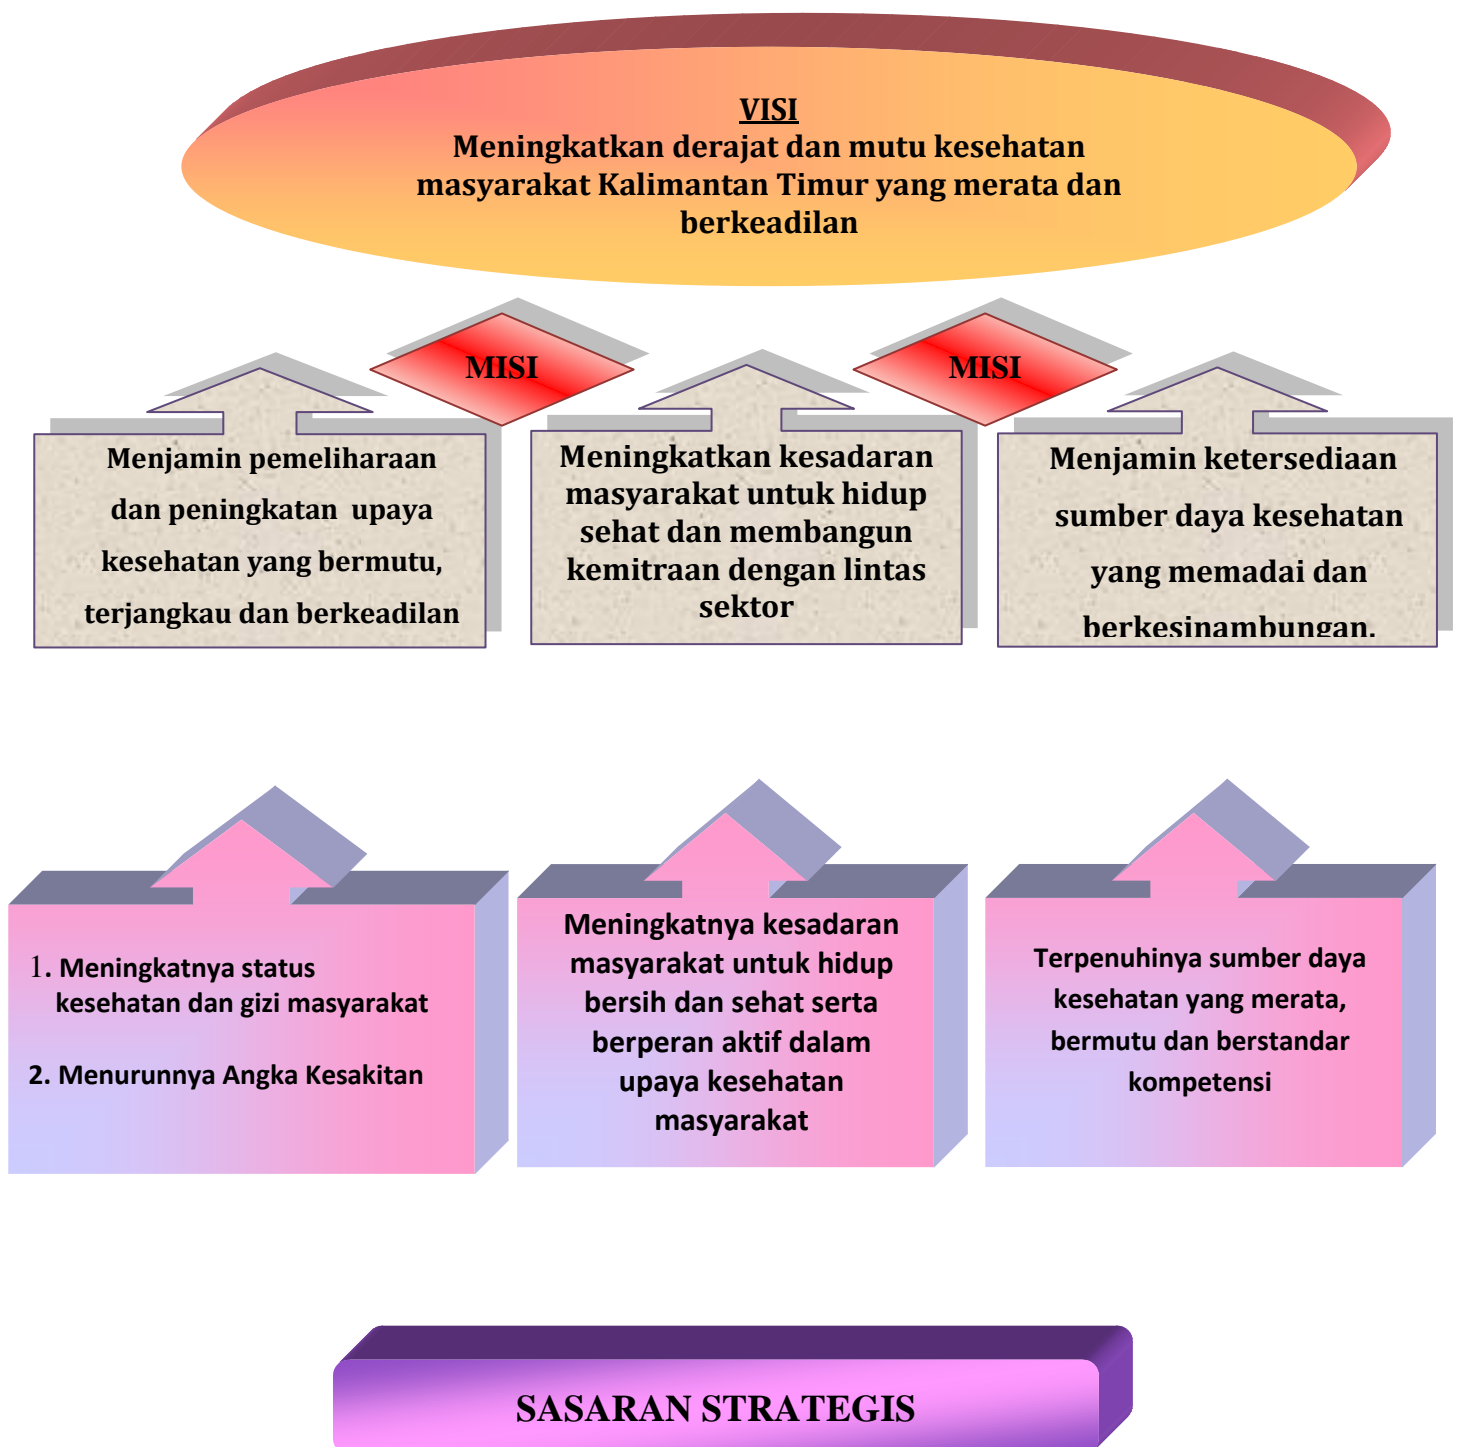 VISI
Meningkatkan derajat dan mutu kesehatan
masyarakat Kalimantan Timur yang merata dan
berkeadilan
MISI
MISI
Menjamin pemeliharaan
dan peningkatan upaya
kesehatan yang bermutu,
terjangkau dan berkeadilan
Meningkatkan kesadaran
masyarakat untuk hidup
sehat dan membangun
kemitraan dengan lintas
sektor
Menjamin ketersediaan
sumber daya kesehatan
yang memadai dan
berkesinambungan.
1. Meningkatnya status
kesehatan dan gizi masyarakat
2. Menurunnya Angka Kesakitan
Meningkatnya kesadaran
masyarakat untuk hidup
bersih dan sehat serta
berperan aktif dalam
upaya kesehatan
masyarakat
Terpenuhinya sumber daya
kesehatan yang merata,
bermutu dan berstandar
kompetensi
SASARAN STRATEGIS